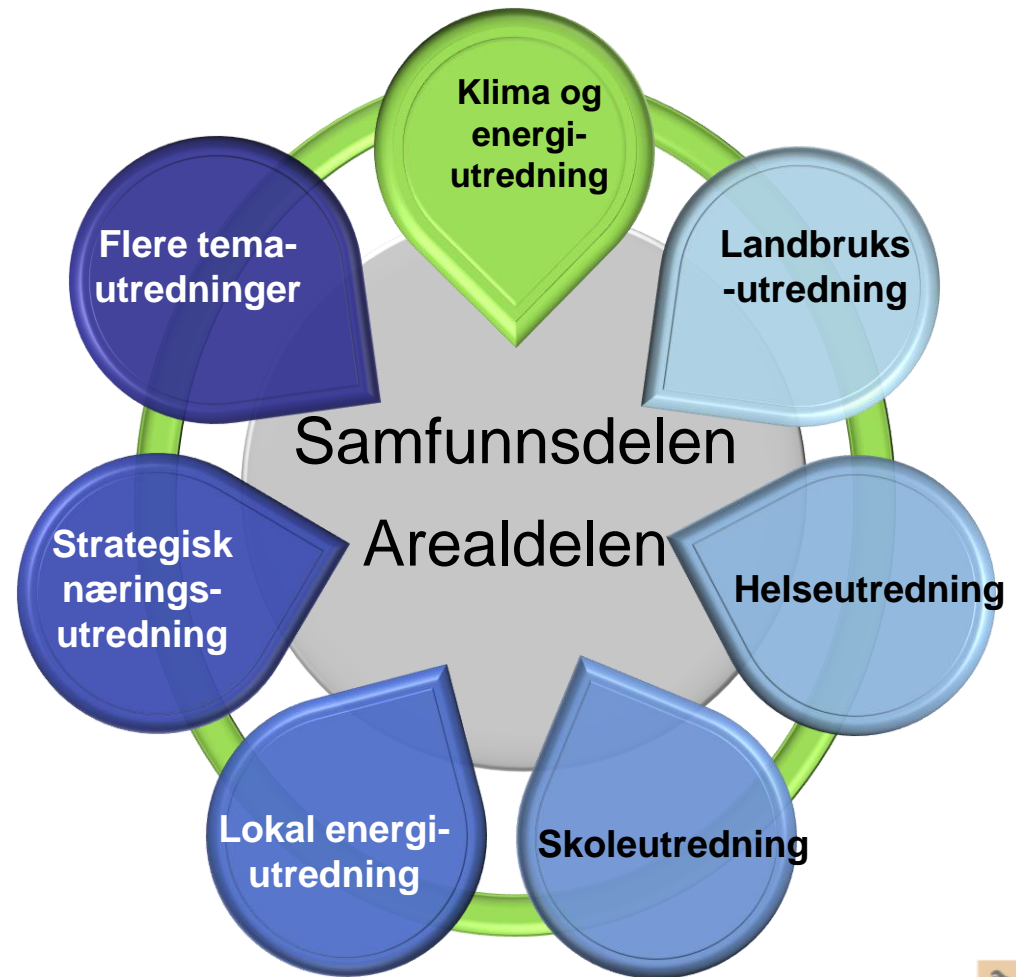 Klima og
energi-
utredning
Landbruks
-utredning
Helseutredning
Skoleutredning
Lokal energi-
utredning
Strategisk
nærings-
utredning
Flere tema-
utredninger
Samfunnsdelen
Arealdelen